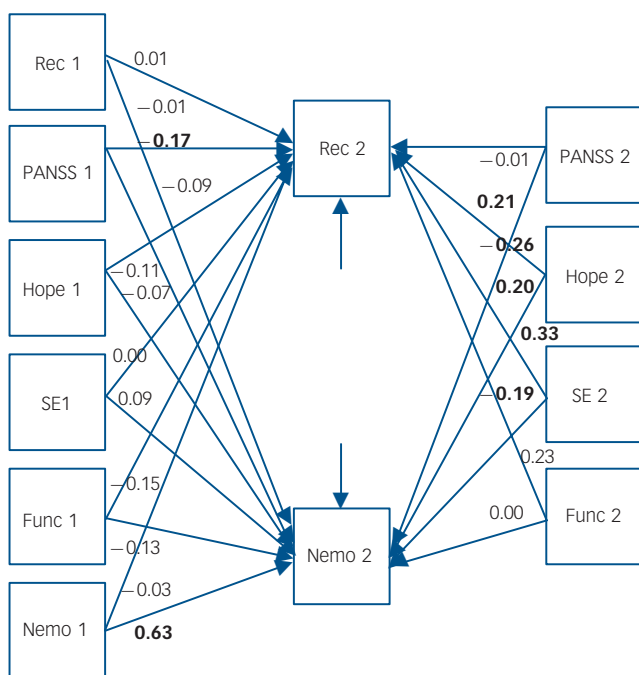 Rec 1
PANSS 1
Hope 1
SE1
Func 1
Nemo 1
0.01
−0.01
−0.17
−0.09
−0.11
−0.07
0.00
0.09
−0.15
−0.13
−0.03
0.63
Rec 2
Nemo 2
−0.01
0.21
−0.26
0.20
0.33
−0.19
0.23
0.00
PANSS 2
Hope 2
SE 2
Func 2